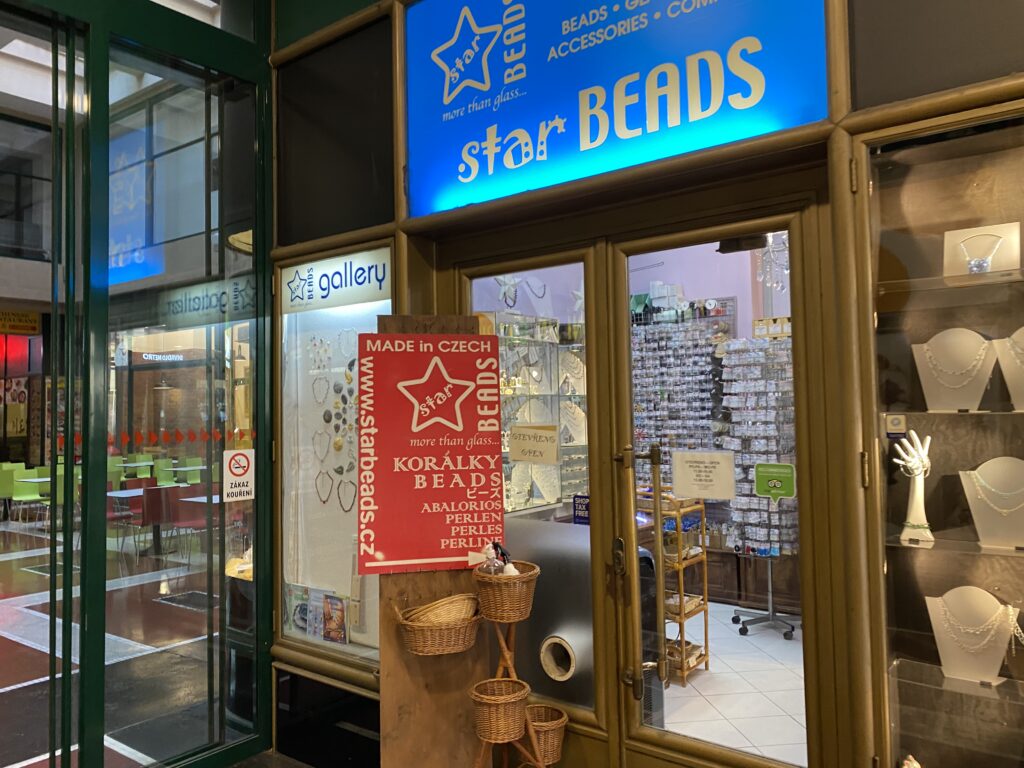 star
BEADS
more than glass...
BEADS • GE
ACCESSORIES • COM
star BEADS
star
BEADS
gallery
MADE in CZECH
www.starbeads.cz
star
BEADS
more than glass...
KORÁLKY
BEADS
ビーズ
ABALORIOS
PERLEN
PERLES
PERLINE
OTEVŘENO
OPEN
SHOP
TAX
FREE
ZÁKAZ
KOUŘENÍ